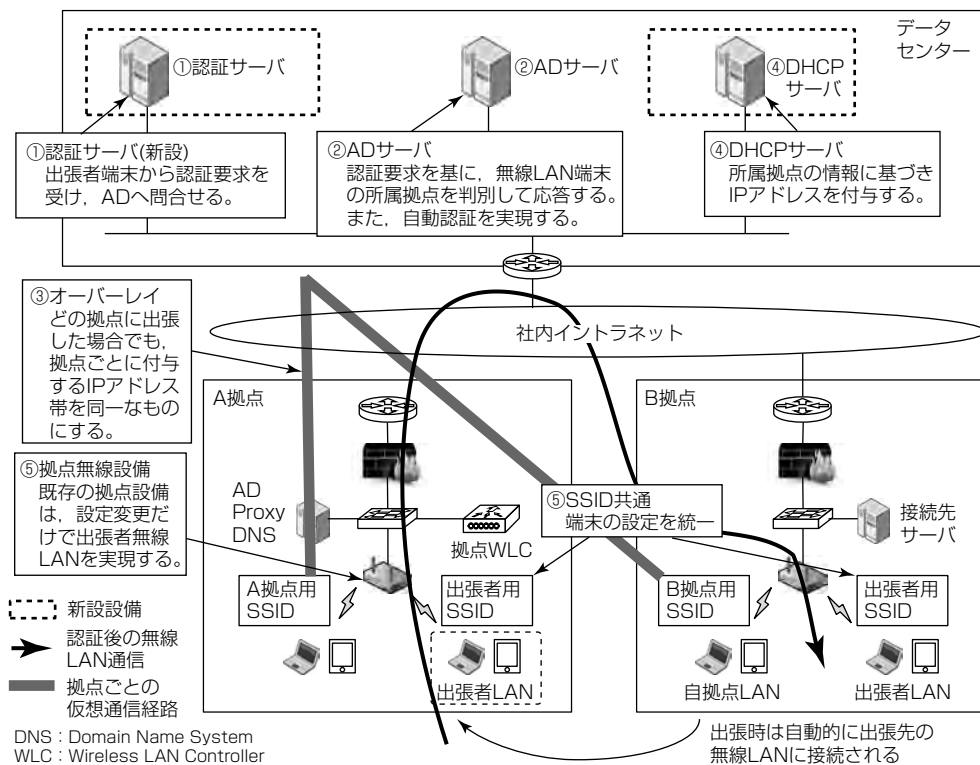 データ
センター
①認証サーバ
②ADサーバ
④DHCP
サーバ
①認証サーバ(新設)
出張者端末から認証要求を
受け，ADへ問合せる。
②ADサーバ
認証要求を基に，無線LAN端末
の所属拠点を判別して応答する。
また，自動認証を実現する。
④DHCPサーバ
所属拠点の情報に基づき
IPアドレスを付与する。
③オーバーレイ
どの拠点に出張
した場合でも，
拠点ごとに付与
するIPアドレス
帯を同一なもの
にする。
社内イントラネット
A拠点
B拠点
⑤拠点無線設備
既存の拠点設備
は，設定変更だ
けで出張者無線
LANを実現する。
AD
Proxy
DNS
拠点WLC
⑤SSID共通
端末の設定を統一
接続先
サーバ
A拠点用
SSID
出張者用
SSID
B拠点用
SSID
出張者用
SSID
出張者LAN
自拠点LAN
出張者LAN
新設設備
認証後の無線
LAN通信
拠点ごとの
仮想通信経路
DNS：Domain Name System
WLC：Wireless LAN Controller
出張時は自動的に出張先の
無線LANに接続される